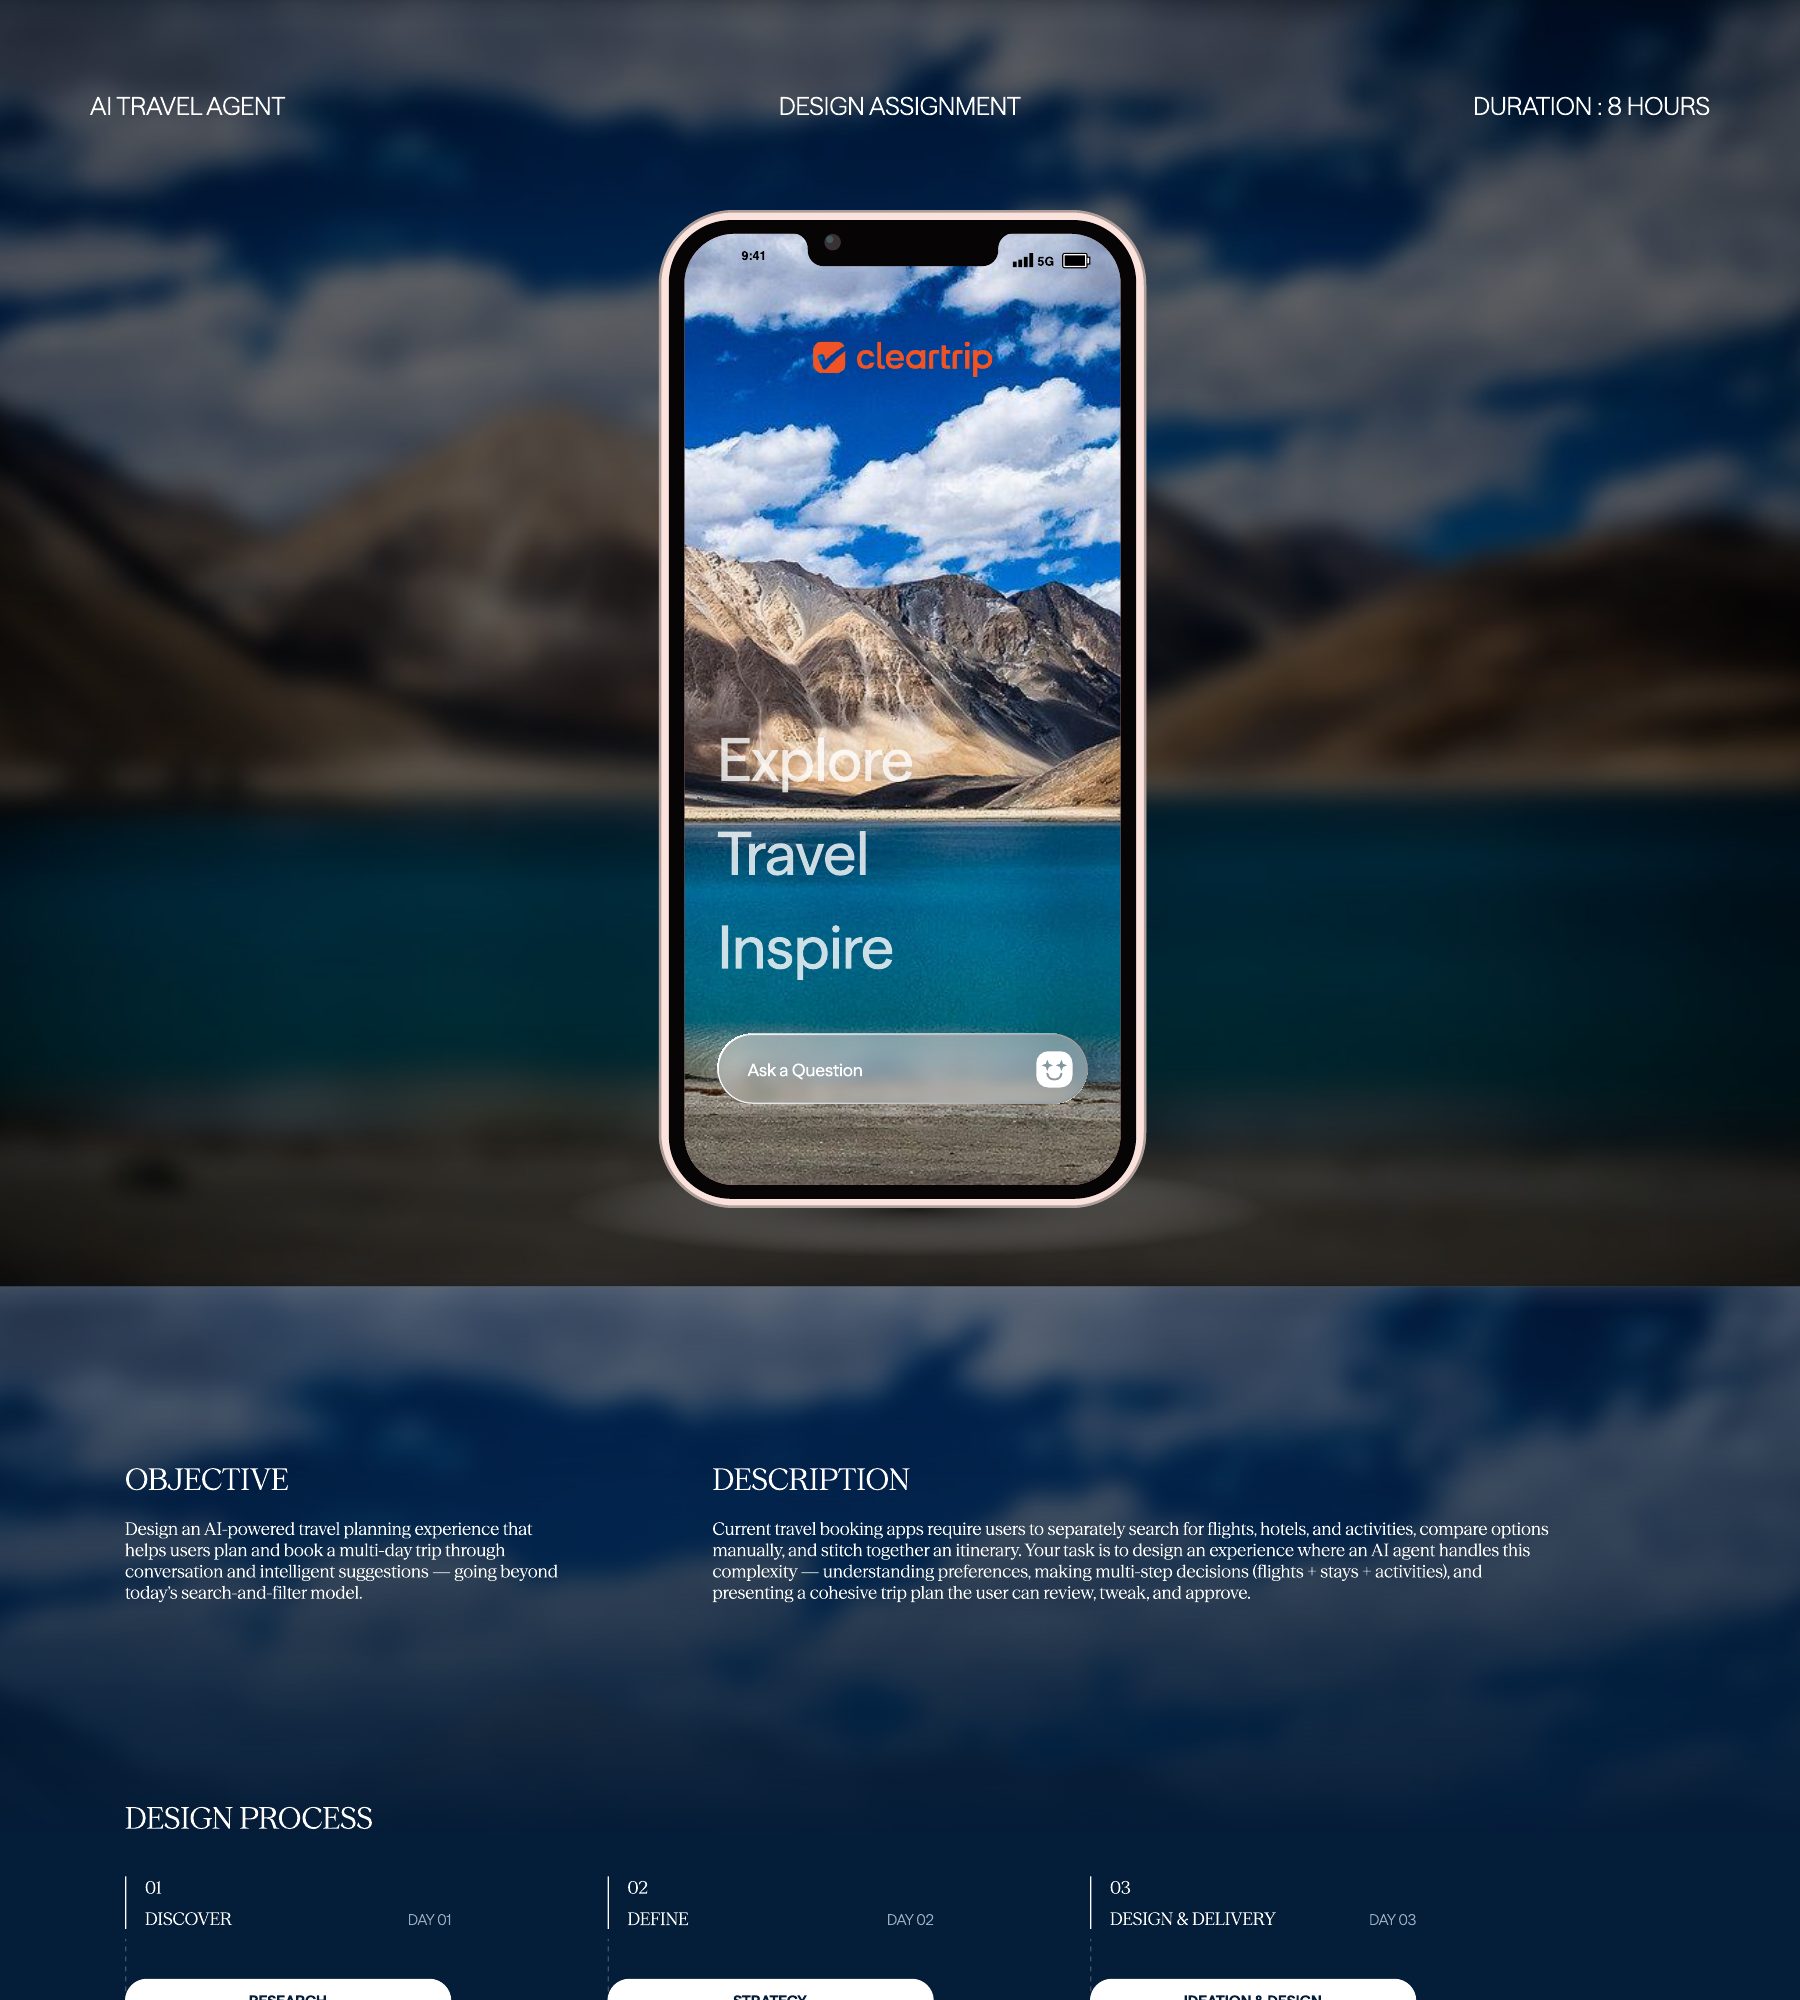 AI TRAVEL AGENT
DESIGN ASSIGNMENT
DURATION : 8 HOURS
9:41
5G
cleartrip
Explore
Travel
Inspire
Ask a Question
OBJECTIVE
Design an AI-powered travel planning experience that
helps users plan and book a multi-day trip through
conversation and intelligent suggestions — going beyond
today's search-and-filter model.
DESCRIPTION
Current travel booking apps require users to separately search for flights, hotels, and activities, compare options
manually, and stitch together an itinerary. Your task is to design an experience where an AI agent handles this
complexity — understanding preferences, making multi-step decisions (flights + stays + activities), and
presenting a cohesive trip plan the user can review, tweak, and approve.
DESIGN PROCESS
01
DISCOVER
DAY 01
02
DEFINE
DAY 02
03
DESIGN & DELIVERY
DAY 03
RESEARCH
STRATEGY
IDEATION & DESIGN